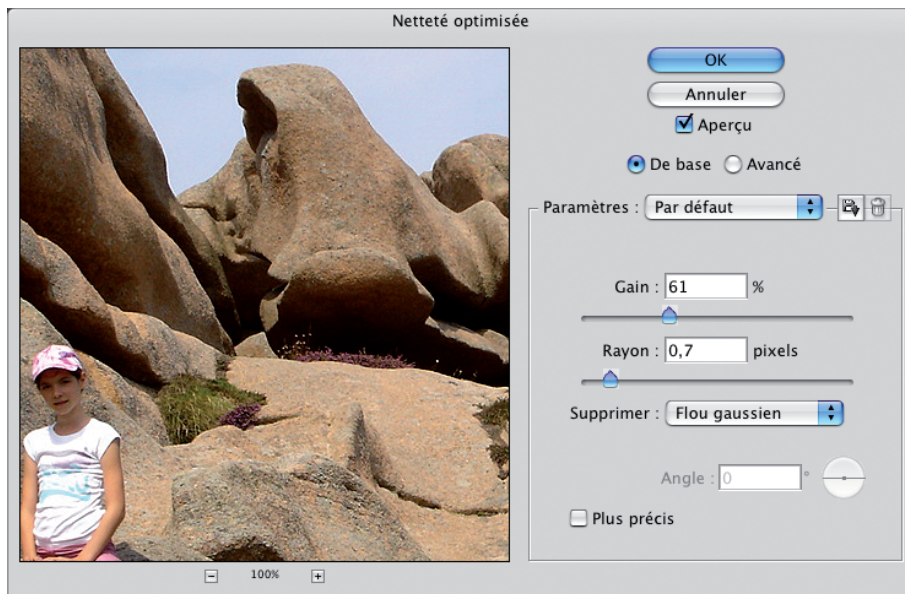 Netteté optimisée
OK
Annuler
Aperçu
De base Avancé
Paramètres : Par défaut
Gain : 61 %
Rayon : 0,7 pixels
Supprimer : Flou gaussien
Angle : 0 °
Plus précis
100%